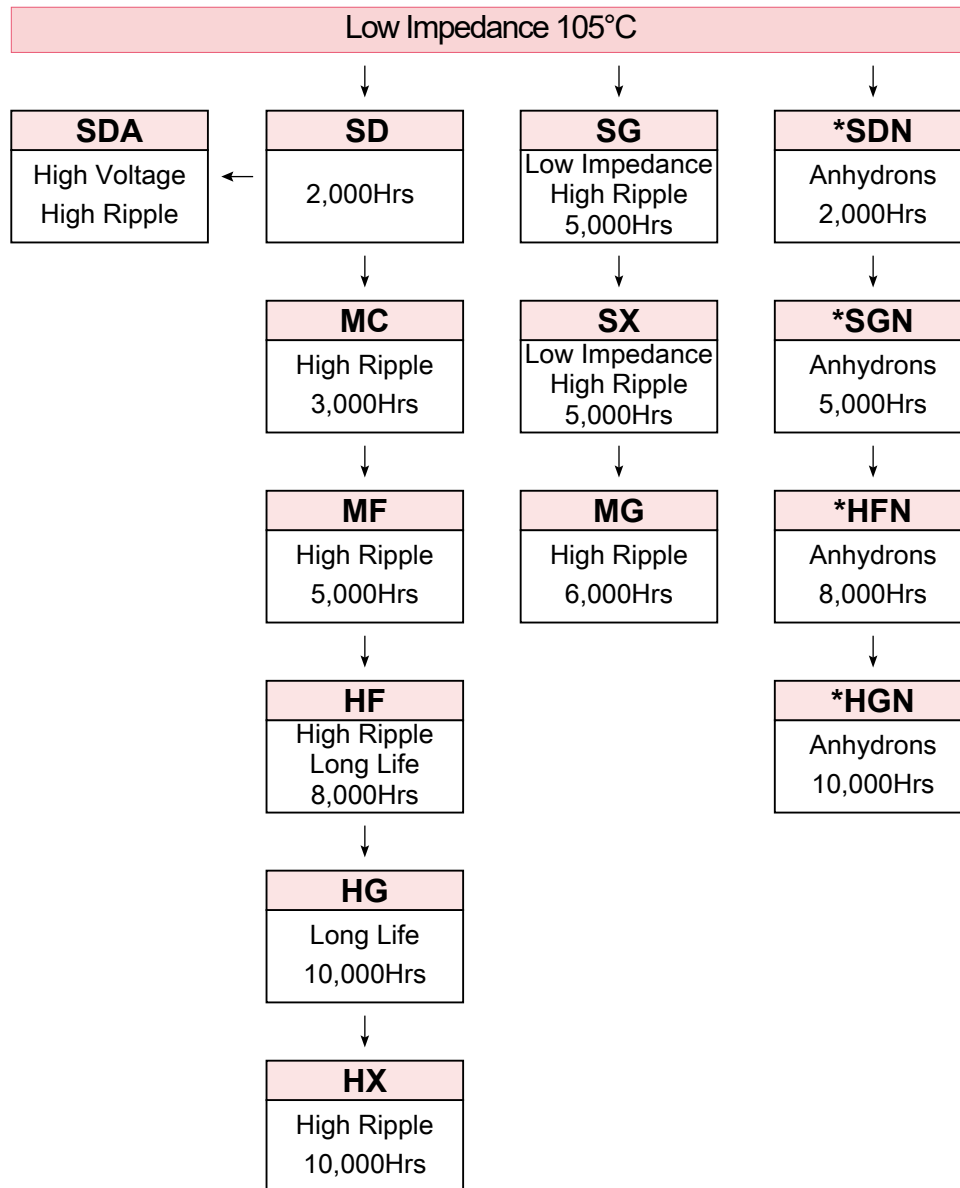 Low Impedance 105°C
SDA
High Voltage
High Ripple
SD
2,000Hrs
MC
High Ripple
3,000Hrs
MF
High Ripple
5,000Hrs
HF
High Ripple
Long Life
8,000Hrs
HG
Long Life
10,000Hrs
HX
High Ripple
10,000Hrs
SG
Low Impedance
High Ripple
5,000Hrs
SX
Low Impedance
High Ripple
5,000Hrs
MG
High Ripple
6,000Hrs
*SDN
Anhydrons
2,000Hrs
*SGN
Anhydrons
5,000Hrs
*HFN
Anhydrons
8,000Hrs
*HGN
Anhydrons
10,000Hrs